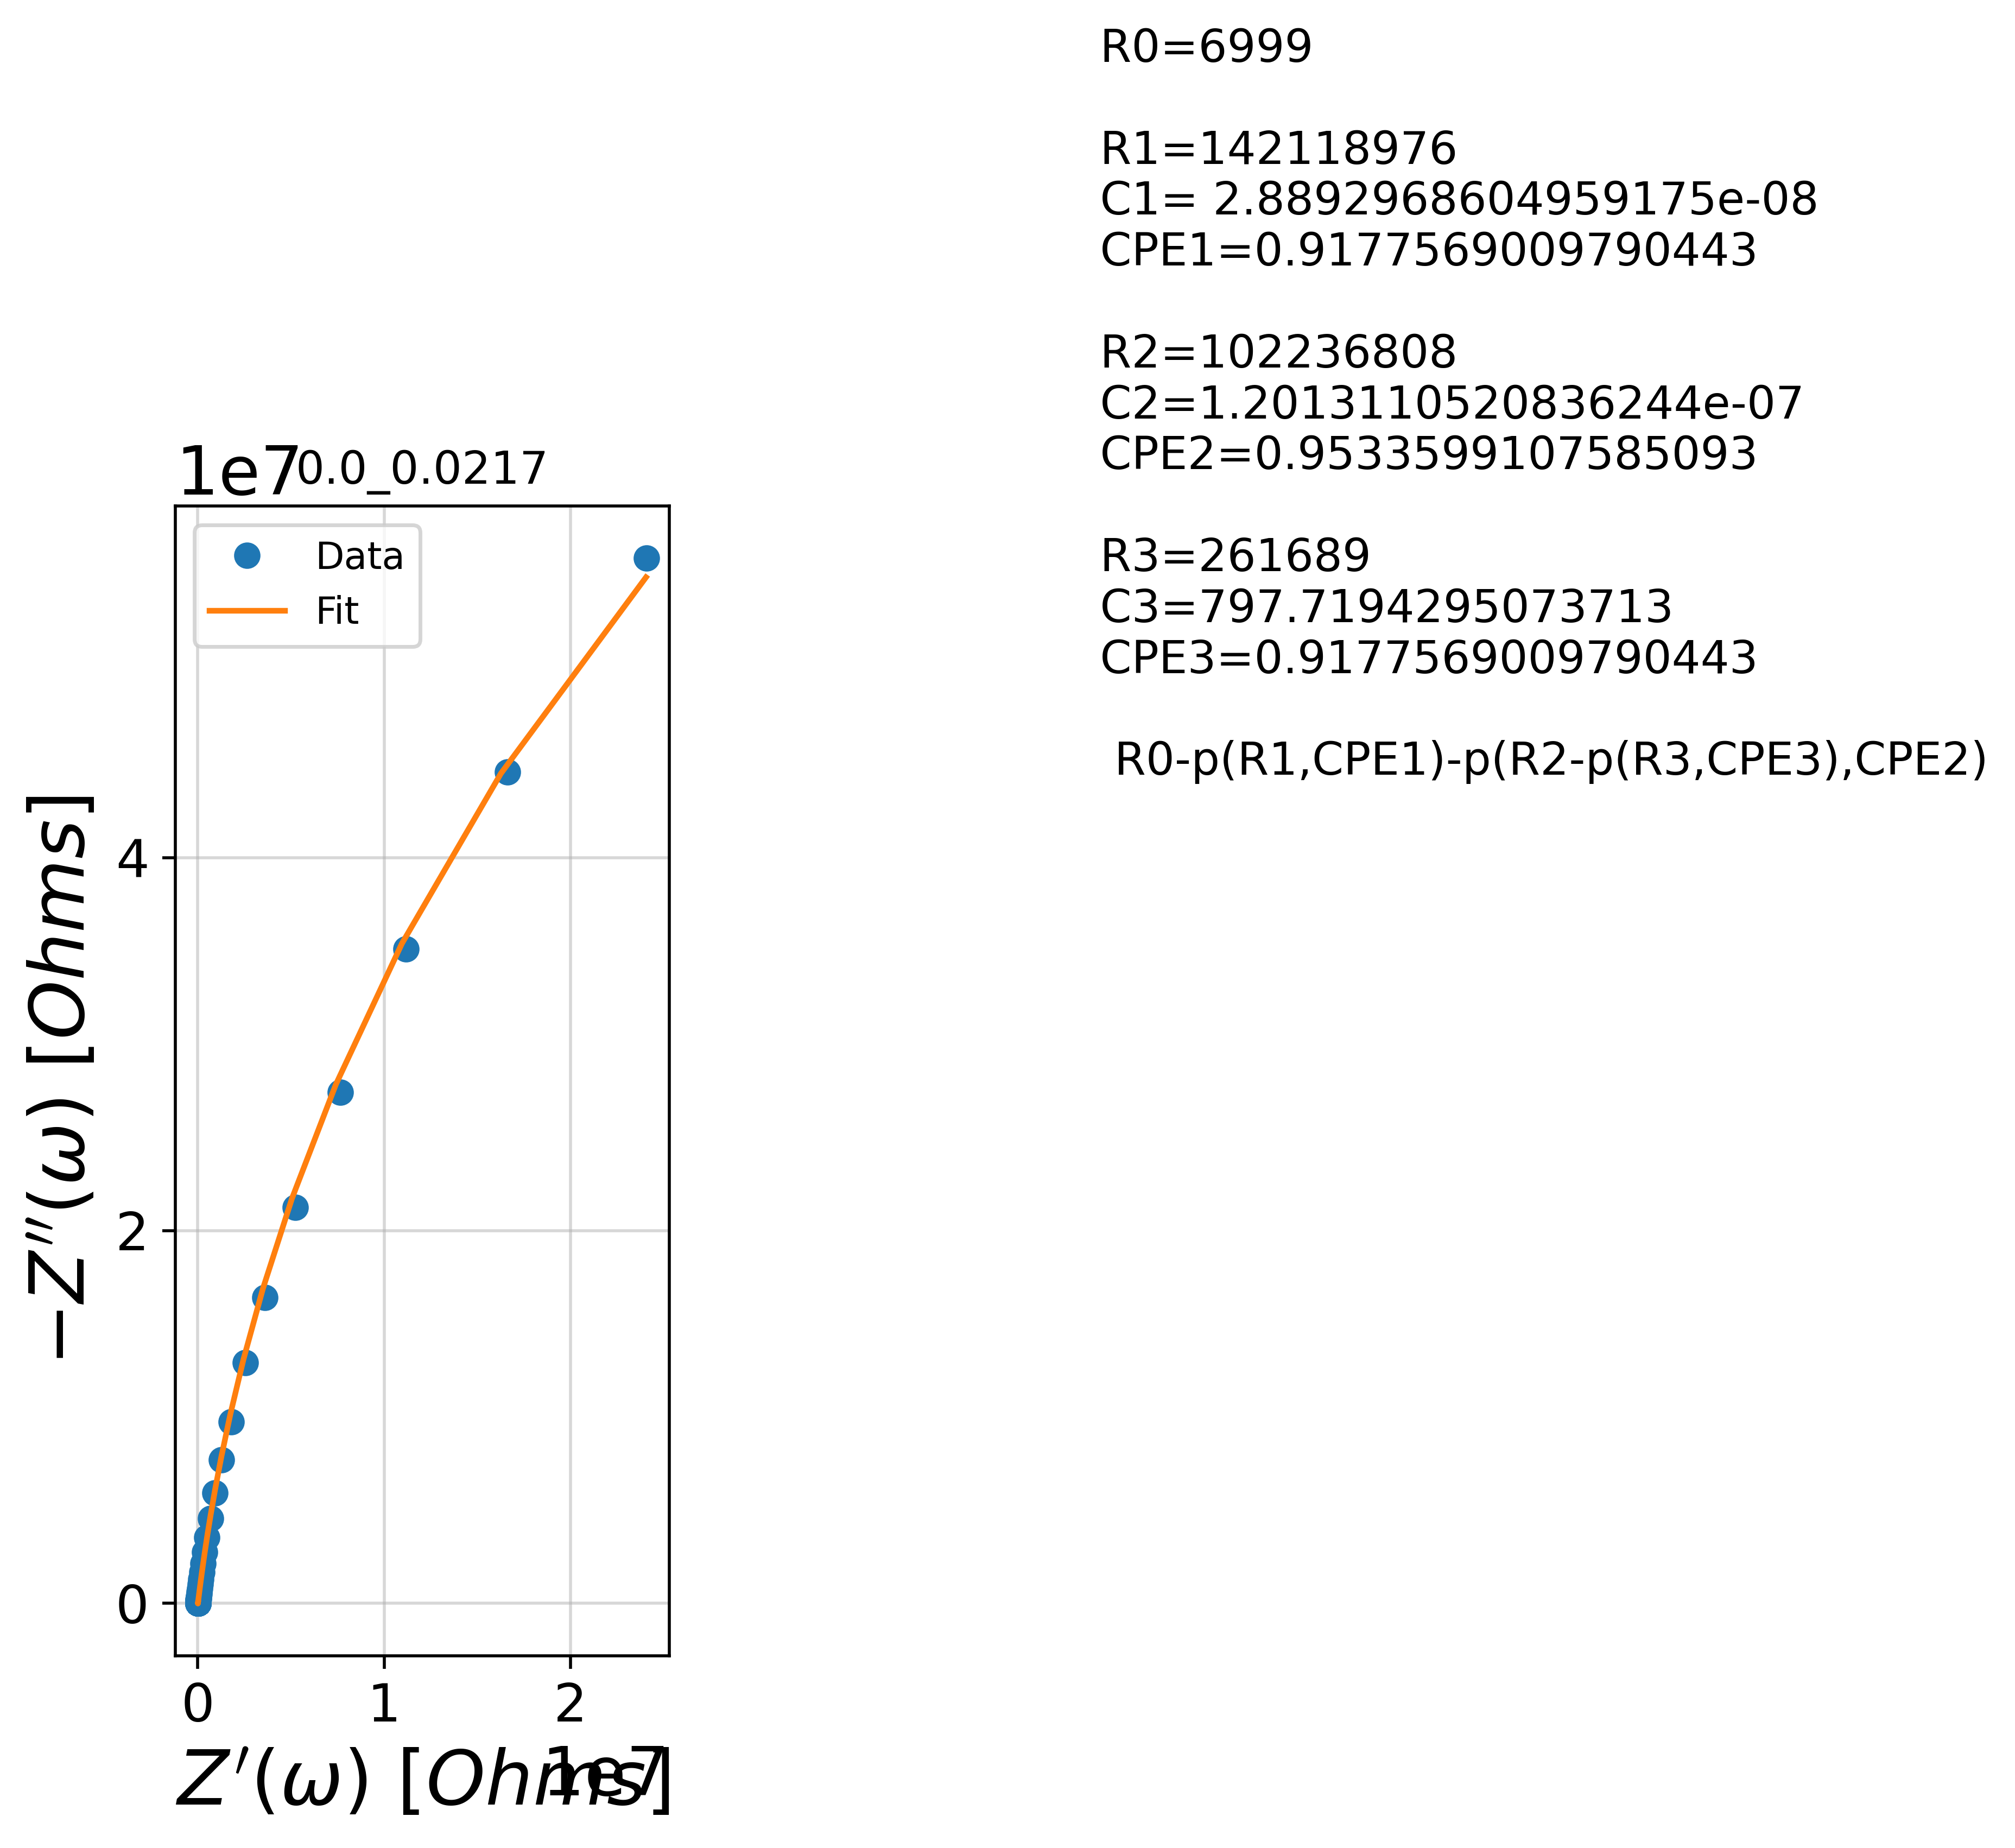 R0=6999
R1=142118976
C1= 2.8892968604959175e-08
CPE1=0.9177569009790443
R2=102236808
C2=1.2013110520836244e-07
CPE2=0.9533599107585093
R3=261689
C3=797.7194295073713
CPE3=0.9177569009790443
R0-p(R1,CPE1)-p(R2-p(R3,CPE3),CPE2)
1e7
0.0_0.0217
Data
Fit
4
2
0
−Z′′(ω) [Ohms]
0 1 2
Z′(ω) [Ohms]
1e7